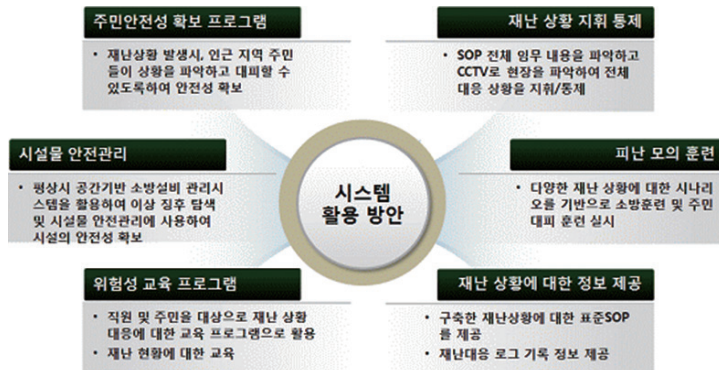 주민안전성 확보 프로그램
• 재난상황 발생시, 인근 지역 주민
들이 상황을 파악하고 대피할 수
있도록하여 안전성 확보
재난 상황 지휘 통제
• SOP 전체 임무 내용을 파악하고
CCTV로 현장을 파악하여 전체
대응 상황을 지휘/통제
시설물 안전관리
• 평상시 공간기반 소방설비 관리시
스템을 활용하여 이상 징후 탐색
및 시설물 안전관리에 사용하여
시설의 안전성 확보
시스템
활용 방안
피난 모의 훈련
• 다양한 재난 상황에 대한 시나리
오를 기반으로 소방훈련 및 주민
대피 훈련 실시
위험성 교육 프로그램
• 직원 및 주민을 대상으로 재난 상황
대응에 대한 교육 프로그램으로 활용
• 재난 현황에 대한 교육
재난 상황에 대한 정보 제공
• 구축한 재난상황에 대한 표준SOP
를 제공
• 재난대응 로그 기록 정보 제공